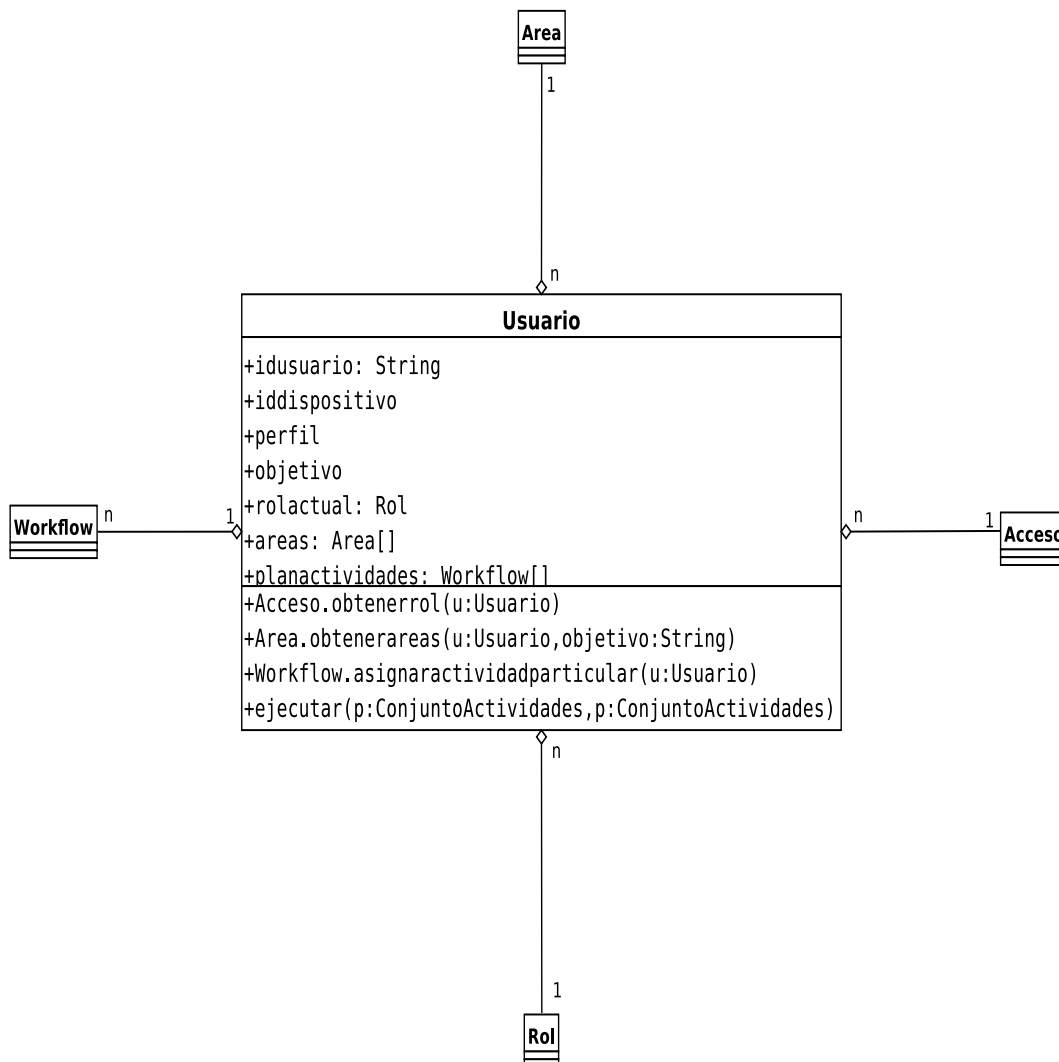 Area
1
n
Usuario
+idusuario: String
+iddispositivo
+perfil
+objetivo
+rolactual: Rol
+areas: Area[]
+planactividades: Workflow[]
+Acceso.obtenerrol(u:Usuario)
+Area.obtenerareas(u:Usuario,objetivo:String)
+Workflow.asignaractividadparticular(u:Usuario)
+ejecutar(p:ConjuntoActividades,p:ConjuntoActividades)
Workflow
n
1
n
1
Acceso
n
1
Rol